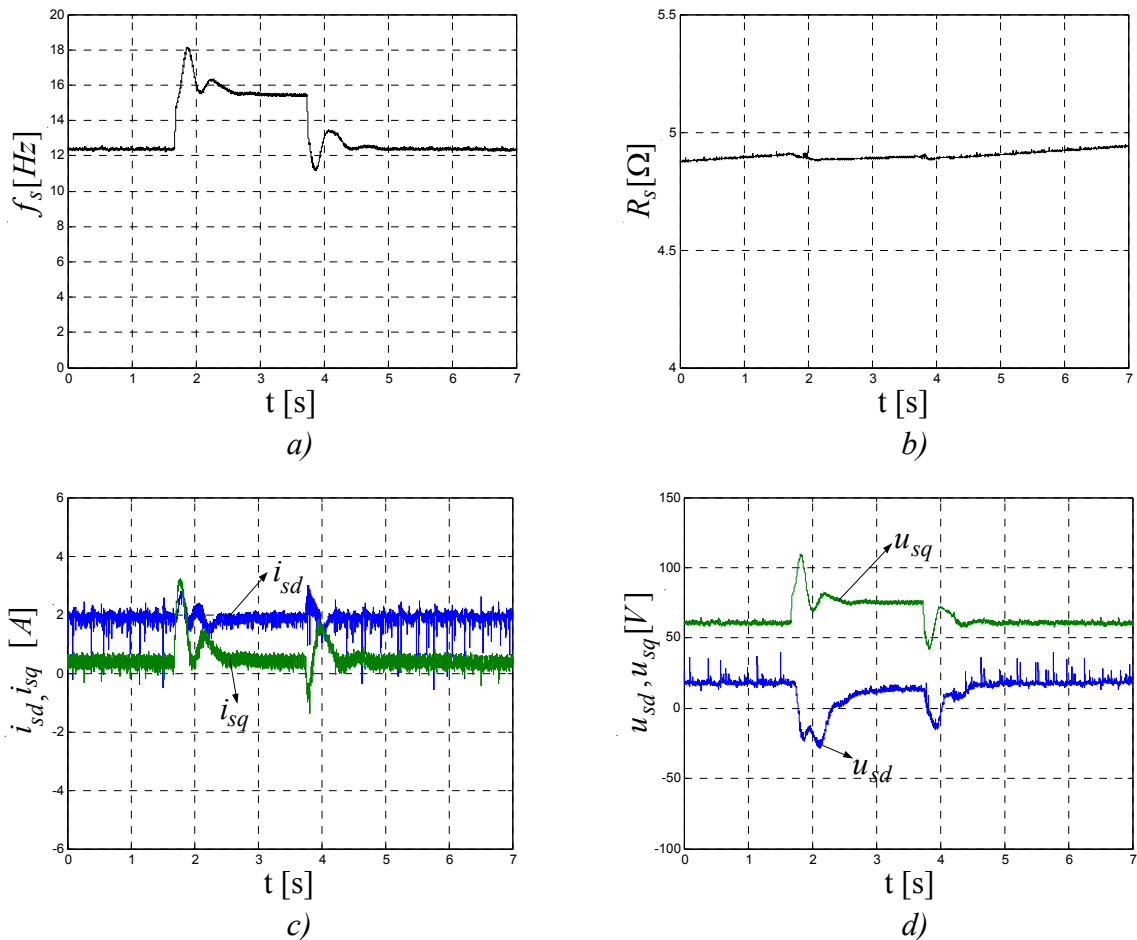 20
18
16
14
12
10
8
6
4
2
0
f_s [Hz]
0 1 2 3 4 5 6 7
t [s]
a)
5.5
5
4.5
4
R_s [Ω]
0 1 2 3 4 5 6 7
t [s]
b)
6
4
2
0
-2
-4
-6
i_sd, i_sq [A]
i_sd
i_sq
0 1 2 3 4 5 6 7
t [s]
c)
150
100
50
0
-50
-100
u_sd, u_sq [V]
u_sq
u_sd
0 1 2 3 4 5 6 7
t [s]
d)